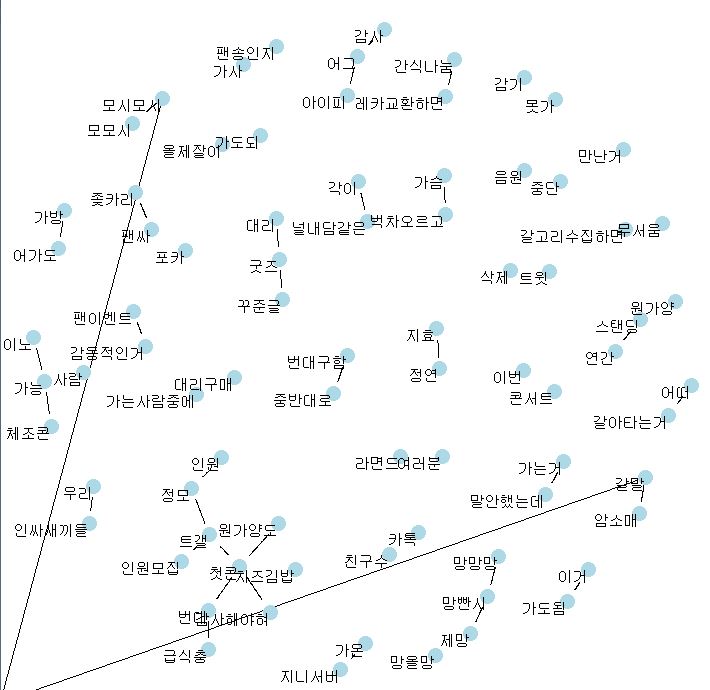 감사
팬송인지
가사
어그
간식나눔
감기
아이피
레카교환하면
못가
모시모시
모모시
올제잘이
가도되
만난거
음원
중단
각이
가슴
좆카리
가방
팬싸
대리
널내담같은
벅차오르고
갈고리수집하면
무서움
어가도
포카
굿즈
삭제
트윗
꾸준글
원가양
스탠딩
팬이벤트
감동적인거
이노
지효
연간
번대구함
가능
사람
대리구매
정연
이번
콘서트
어떠
가는사람중에
중반대로
갈아타는거
체조콘
인원
라면드
여러분
가는거
갈망
우리
정모
말안했는데
암소매
인싸새끼들
트갤
원가양도
카톡
친구수
인원모집
첫콘
치즈김밥
망망망
이거
망빤시
가도됨
번대
급식충
제망
가온
망올망
지니서버